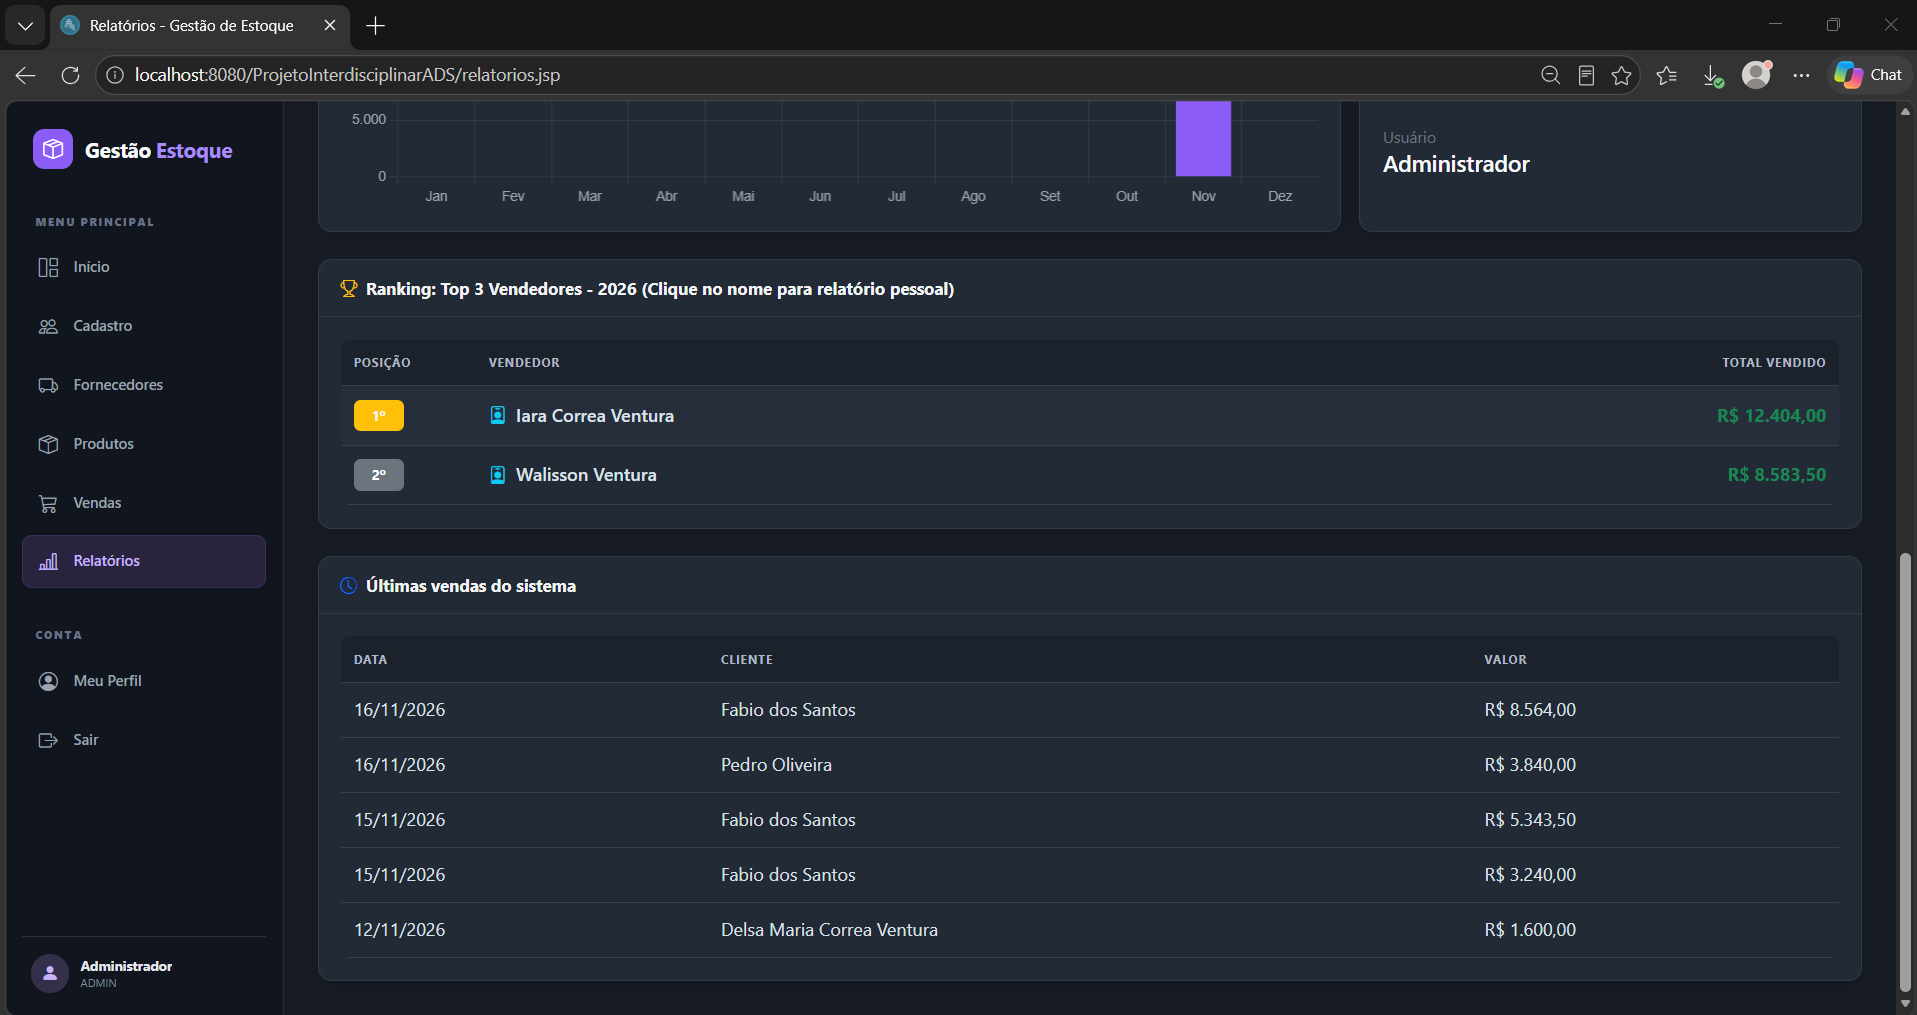 Relatórios - Gestão de Estoque
localhost:8080/ProjetoInterdisciplinarADS/relatorios.jsp
Chat
Gestão Estoque
MENU PRINCIPAL
Início
Cadastro
Fornecedores
Produtos
Vendas
Relatórios
CONTA
Meu Perfil
Sair
Administrador
ADMIN
5.000
0
Jan Fev Mar Abr Mai Jun Jul Ago Set Out Nov Dez
Usuário
Administrador
Ranking: Top 3 Vendedores - 2026 (Clique no nome para relatório pessoal)
POSIÇÃO VENDEDOR TOTAL VENDIDO
1º Iara Correa Ventura R$ 12.404,00
2º Walisson Ventura R$ 8.583,50
Últimas vendas do sistema
DATA CLIENTE VALOR
16/11/2026 Fabio dos Santos R$ 8.564,00
16/11/2026 Pedro Oliveira R$ 3.840,00
15/11/2026 Fabio dos Santos R$ 5.343,50
15/11/2026 Fabio dos Santos R$ 3.240,00
12/11/2026 Delsa Maria Correa Ventura R$ 1.600,00